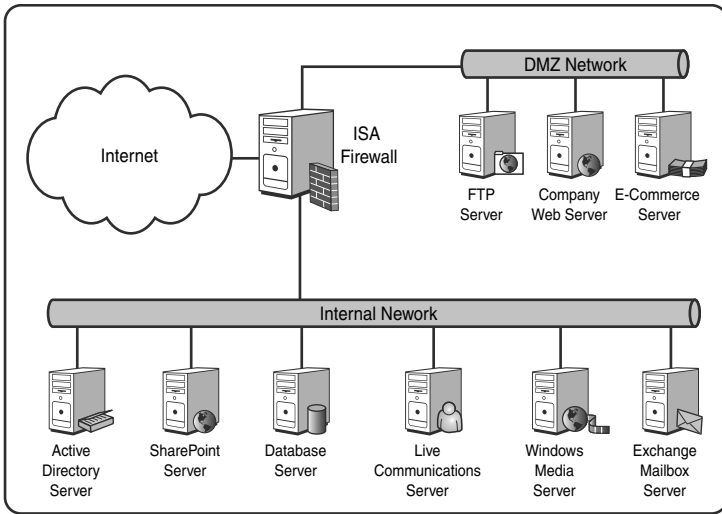 DMZ Network
Internet
ISA
Firewall
FTP
Server
Company
Web Server
E-Commerce
Server
Internal Nework
Active
Directory
Server
SharePoint
Server
Database
Server
Live
Communications
Server
Windows
Media
Server
Exchange
Mailbox
Server